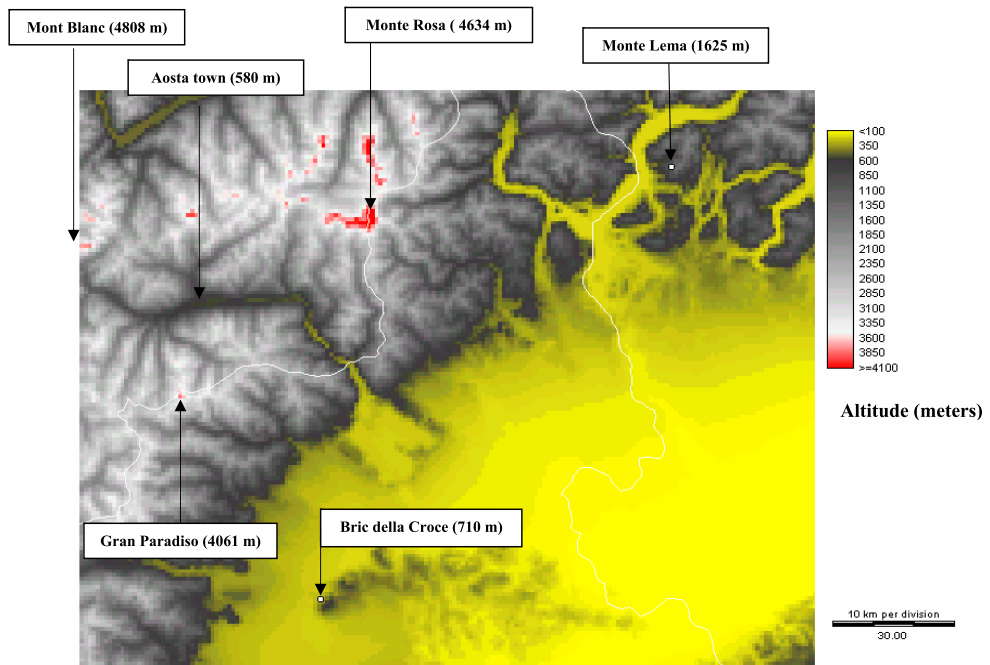 Mont Blanc (4808 m)
Monte Rosa ( 4634 m)
Monte Lema (1625 m)
Aosta town (580 m)
<100
350
600
850
1100
1350
1600
1850
2100
2350
2600
2850
3100
3350
3600
3850
>=4100
Altitude (meters)
Gran Paradiso (4061 m)
Bric della Croce (710 m)
10 km per division
30.00